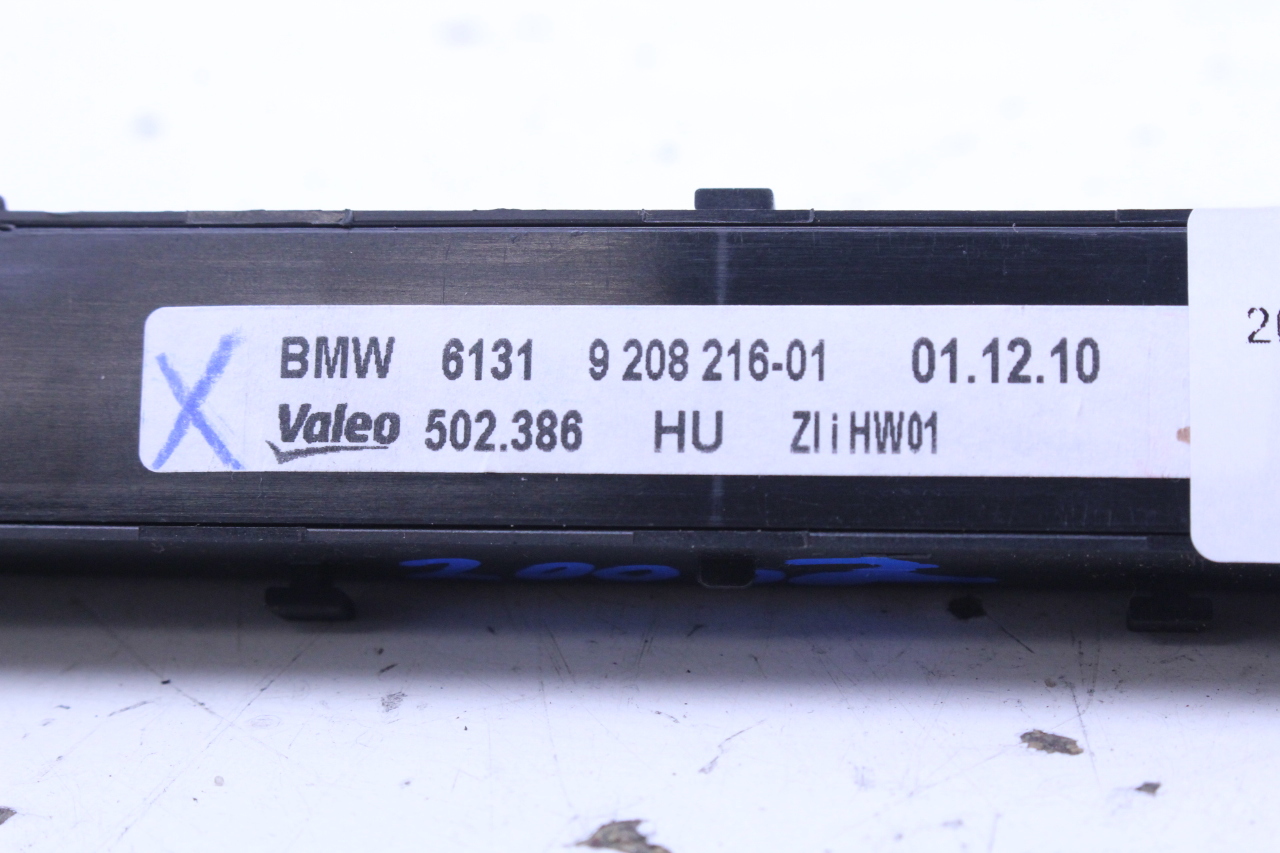 BMW 6131 9 208 216-01 01.12.10
Valeo 502.386 HU ZI i HW01